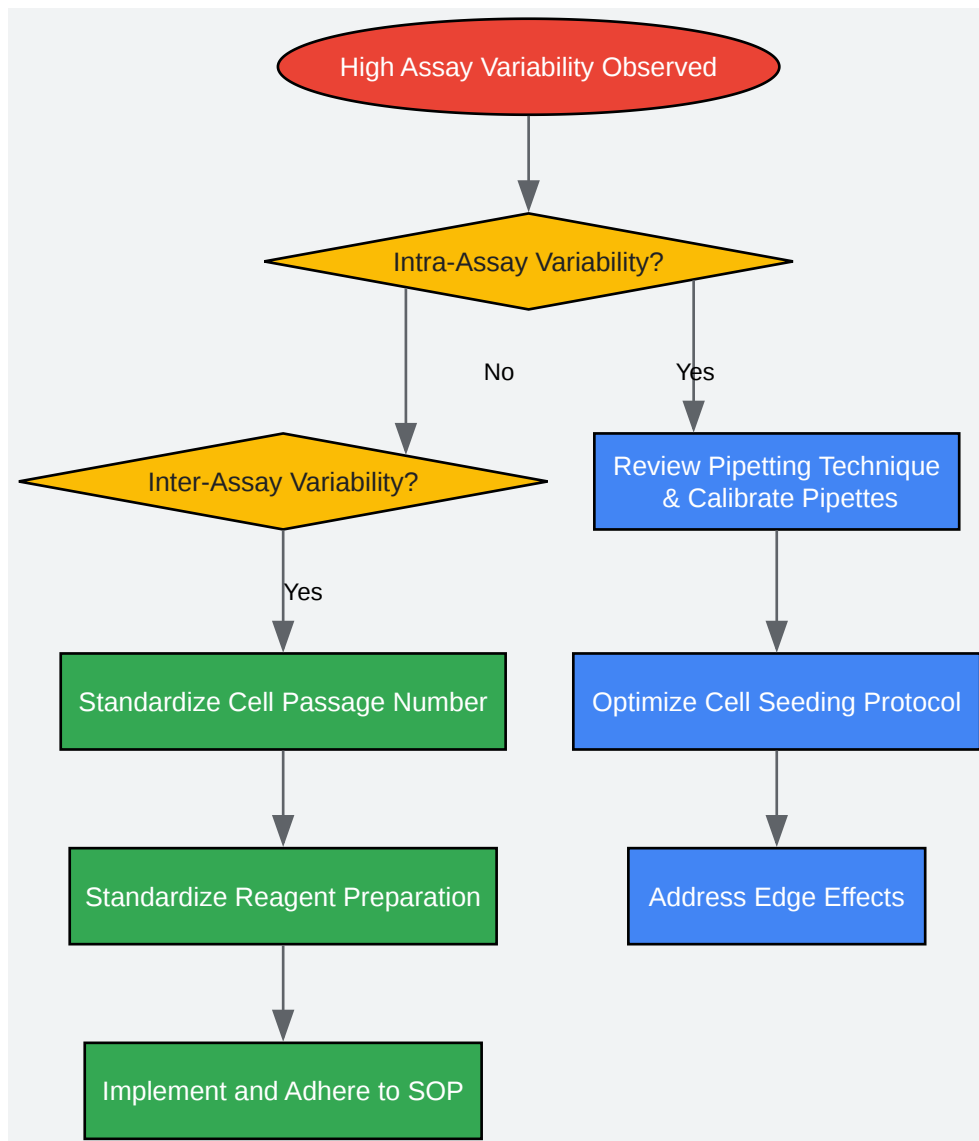 High Assay Variability Observed
Intra-Assay Variability?
No
Yes
Inter-Assay Variability?
Review Pipetting Technique
& Calibrate Pipettes
Yes
Standardize Cell Passage Number
Optimize Cell Seeding Protocol
Standardize Reagent Preparation
Address Edge Effects
Implement and Adhere to SOP